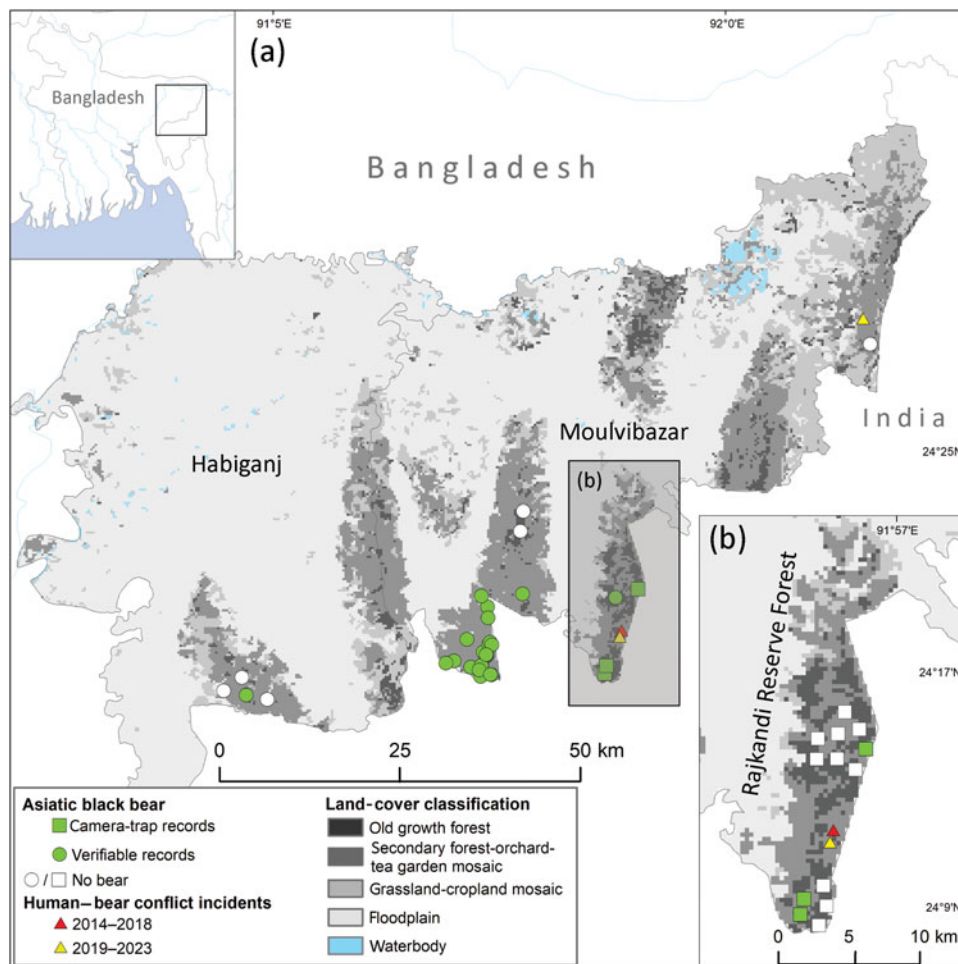 91°5'E
92°0'E
(a)
Bangladesh
Bangladesh
India
Moulvibazar
24°25'N
Habiganj
(b)
91°57'E
(b)
Rajkandi Reserve Forest
24°17'N
0 25 50 km
Asiatic black bear
Camera-trap records
Verifiable records
/ No bear
Human–bear conflict incidents
2014–2018
2019–2023
Land-cover classification
Old growth forest
Secondary forest-orchard-
tea garden mosaic
Grassland-cropland mosaic
Floodplain
Waterbody
24°9'N
0 5 10 km